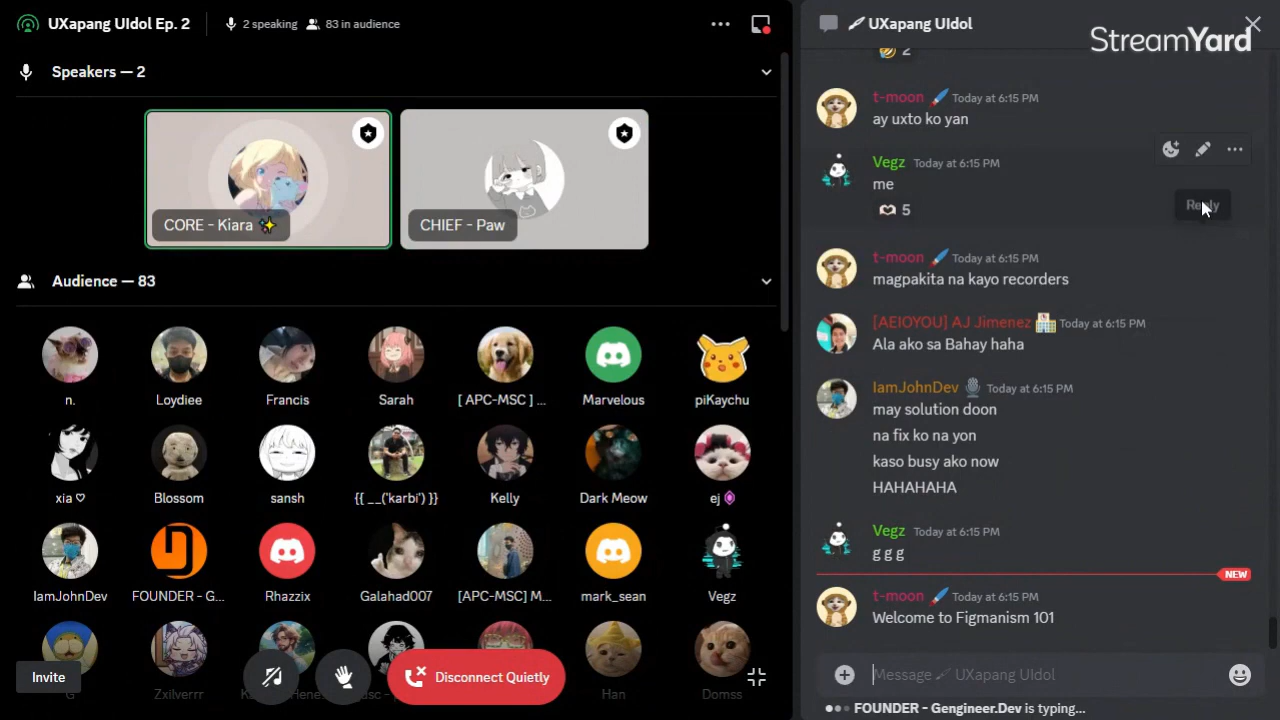 UXapang UIdol Ep. 2
2 speaking
83 in audience
Speakers — 2
CORE - Kiara
CHIEF - Paw
Audience — 83
n.
Loydiee
Francis
Sarah
[ APC-MSC ] ...
Marvelous
piKaychu
xia ♡
Blossom
sansh
{{ __('karbi') }}
Kelly
Dark Meow
ej
IamJohnDev
FOUNDER - G...
Rhazzix
Galahad007
[APC-MSC] M...
mark_sean
Vegz
G
Zxilverrr
Han
Domss
Invite
Disconnect Quietly
UXapang UIdol
StreamYard
2
t-moon Today at 6:15 PM
ay uxto ko yan
Vegz Today at 6:15 PM
me
5
Reply
t-moon Today at 6:15 PM
magpakita na kayo recorders
[AEIOYOU] AJ Jimenez Today at 6:15 PM
Ala ako sa Bahay haha
IamJohnDev Today at 6:15 PM
may solution doon
na fix ko na yon
kaso busy ako now
HAHAHAHA
Vegz Today at 6:15 PM
g g g
NEW
t-moon Today at 6:15 PM
Welcome to Figmanism 101
Message UXapang UIdol
FOUNDER - Gengineer.Dev is typing...